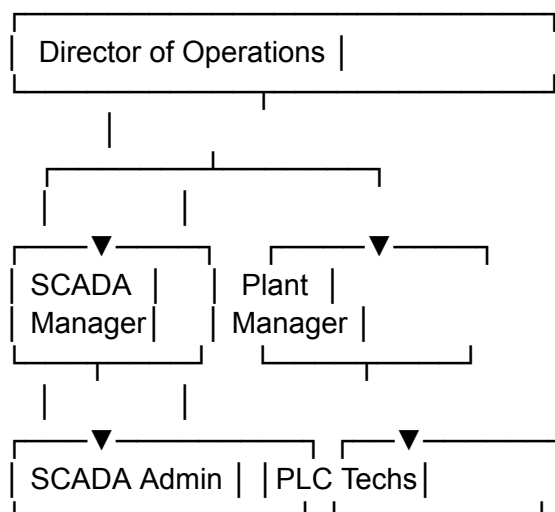 Director of Operations
SCADA Plant
Manager Manager
SCADA Admin PLC Techs